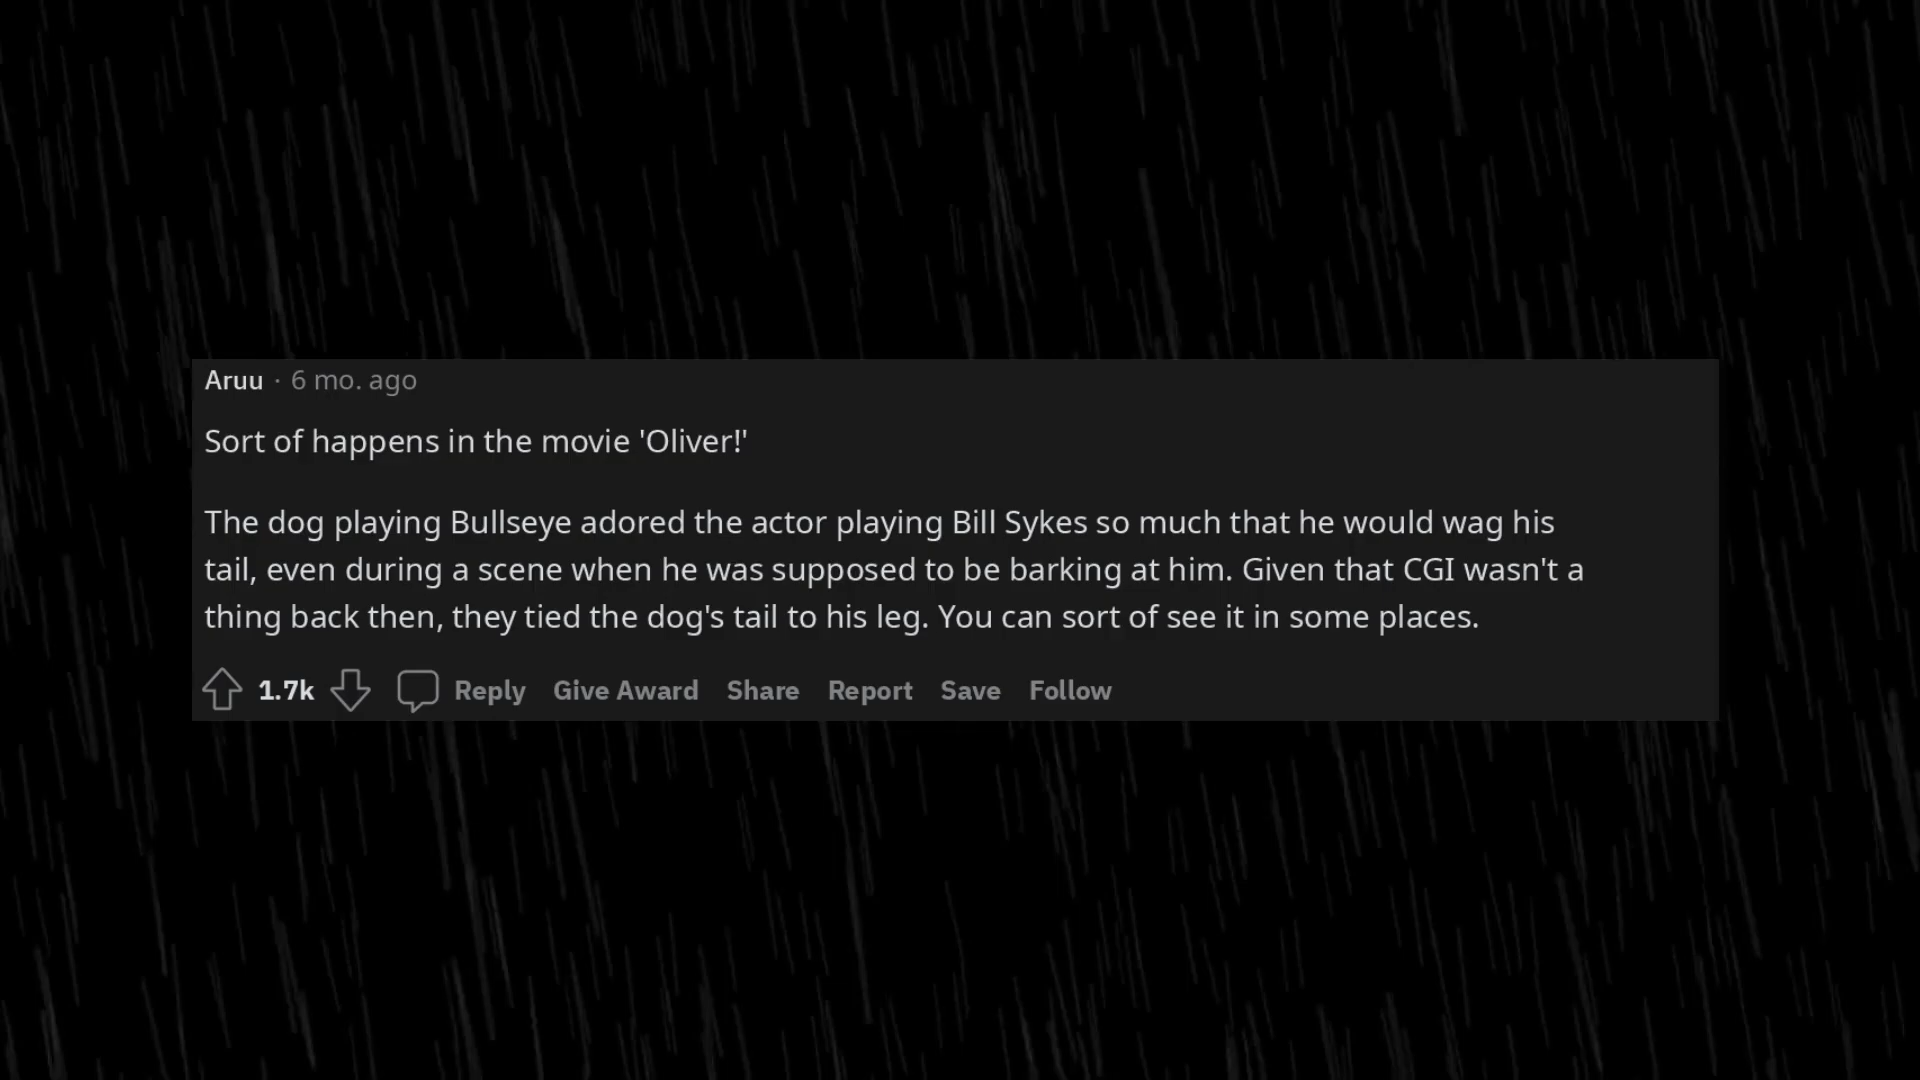 Aruu · 6 mo. ago
Sort of happens in the movie 'Oliver!'
The dog playing Bullseye adored the actor playing Bill Sykes so much that he would wag his
tail, even during a scene when he was supposed to be barking at him. Given that CGI wasn't a
thing back then, they tied the dog's tail to his leg. You can sort of see it in some places.
1.7k Reply Give Award Share Report Save Follow